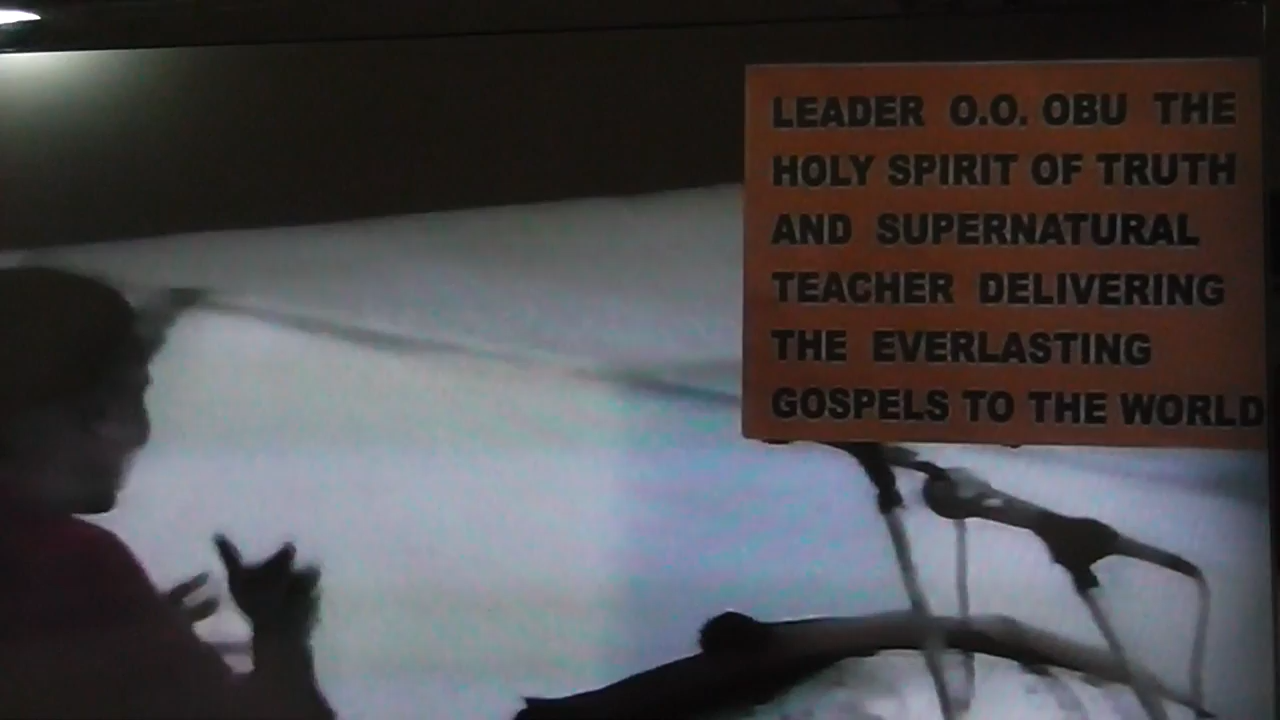 LEADER O.O. OBU THE
HOLY SPIRIT OF TRUTH
AND SUPERNATURAL
TEACHER DELIVERING
THE EVERLASTING
GOSPELS TO THE WORLD